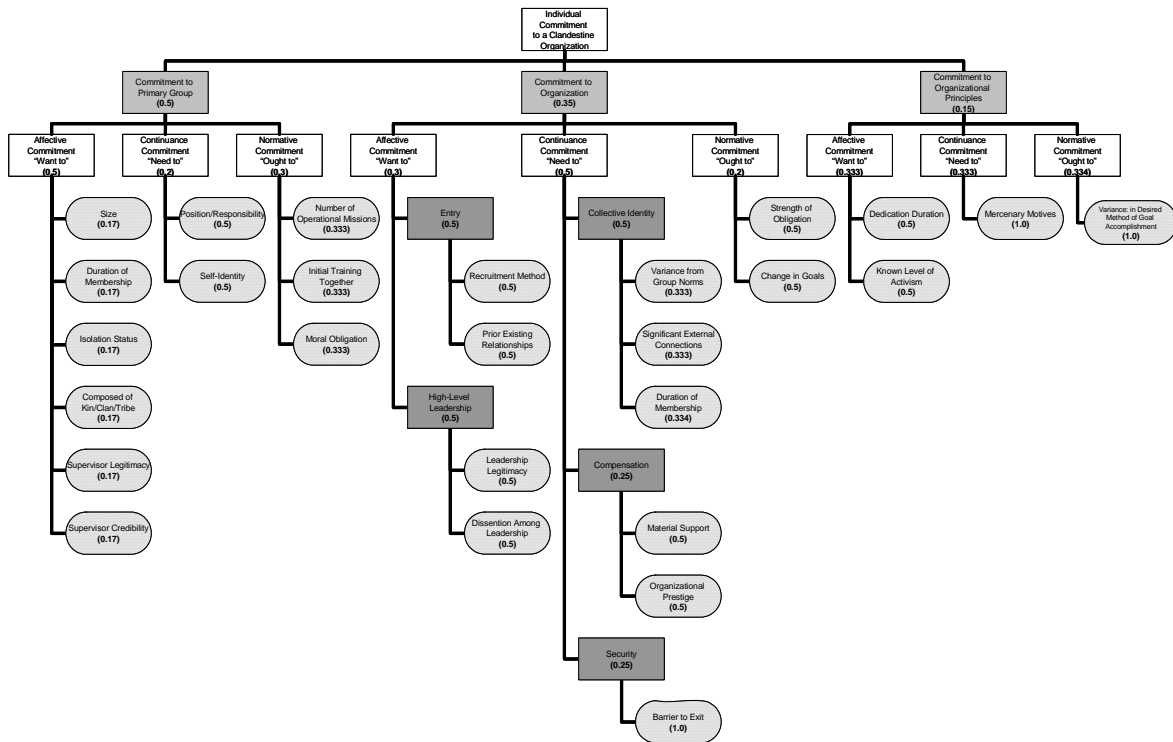 Individual
Commitment
to a Clandestine
Organization
Commitment to
Primary Group
(0.5)
Commitment to
Organization
(0.35)
Commitment to
Organizational
Principles
(0.15)
Affective
Commitment
“Want to”
(0.5)
Continuance
Commitment
“Need to”
(0.2)
Normative
Commitment
“Ought to”
(0.3)
Affective
Commitment
“Want to”
(0.3)
Continuance
Commitment
“Need to”
(0.5)
Normative
Commitment
“Ought to”
(0.2)
Affective
Commitment
“Want to”
(0.333)
Continuance
Commitment
“Need to”
(0.333)
Normative
Commitment
“Ought to”
(0.334)
Size
(0.17)
Duration of
Membership
(0.17)
Isolation Status
(0.17)
Composed of
Kin/Clan/Tribe
(0.17)
Supervisor Legitimacy
(0.17)
Supervisor Credibility
(0.17)
Position/Responsibility
(0.5)
Self-Identity
(0.5)
Number of
Operational Missions
(0.333)
Initial Training
Together
(0.333)
Moral Obligation
(0.333)
Entry
(0.5)
Recruitment Method
(0.5)
Prior Existing
Relationships
(0.5)
High-Level
Leadership
(0.5)
Leadership
Legitimacy
(0.5)
Dissention Among
Leadership
(0.5)
Collective Identity
(0.5)
Variance from
Group Norms
(0.333)
Significant External
Connections
(0.333)
Duration of
Membership
(0.334)
Compensation
(0.25)
Material Support
(0.5)
Organizational
Prestige
(0.5)
Security
(0.25)
Barrier to Exit
(1.0)
Strength of
Obligation
(0.5)
Change in Goals
(0.5)
Dedication Duration
(0.5)
Known Level of
Activism
(0.5)
Mercenary Motives
(1.0)
Variance: in Desired
Method of Goal
Accomplishment
(1.0)